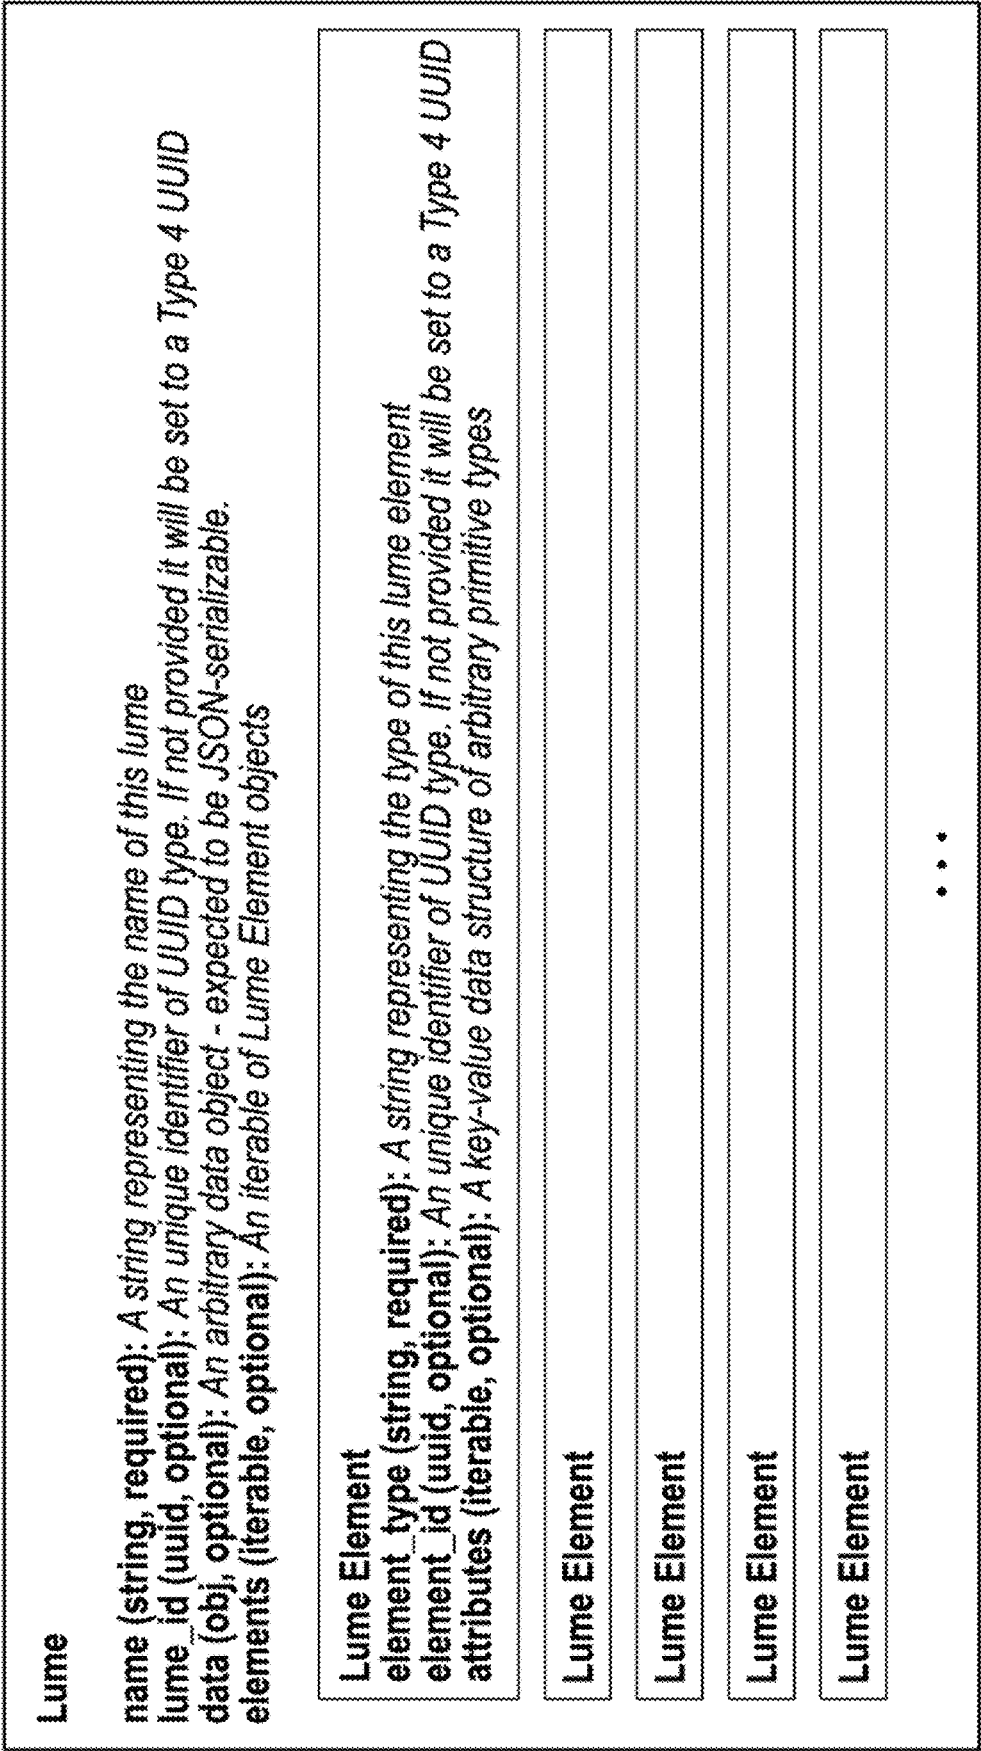 Lume
name (string, required): A string representing the name of this lume
lume_id (uuid, optional): An unique identifier of UUID type. If not provided it will be set to a Type 4 UUID
data (obj, optional): An arbitrary data object - expected to be JSON-serializable.
elements (iterable, optional): An iterable of Lume Element objects
Lume Element
element_type (string, required): A string representing the type of this lume element
element_id (uuid, optional): An unique identifier of UUID type. If not provided it will be set to a Type 4 UUID
attributes (iterable, optional): A key-value data structure of arbitrary primitive types
Lume Element
Lume Element
Lume Element
Lume Element
...